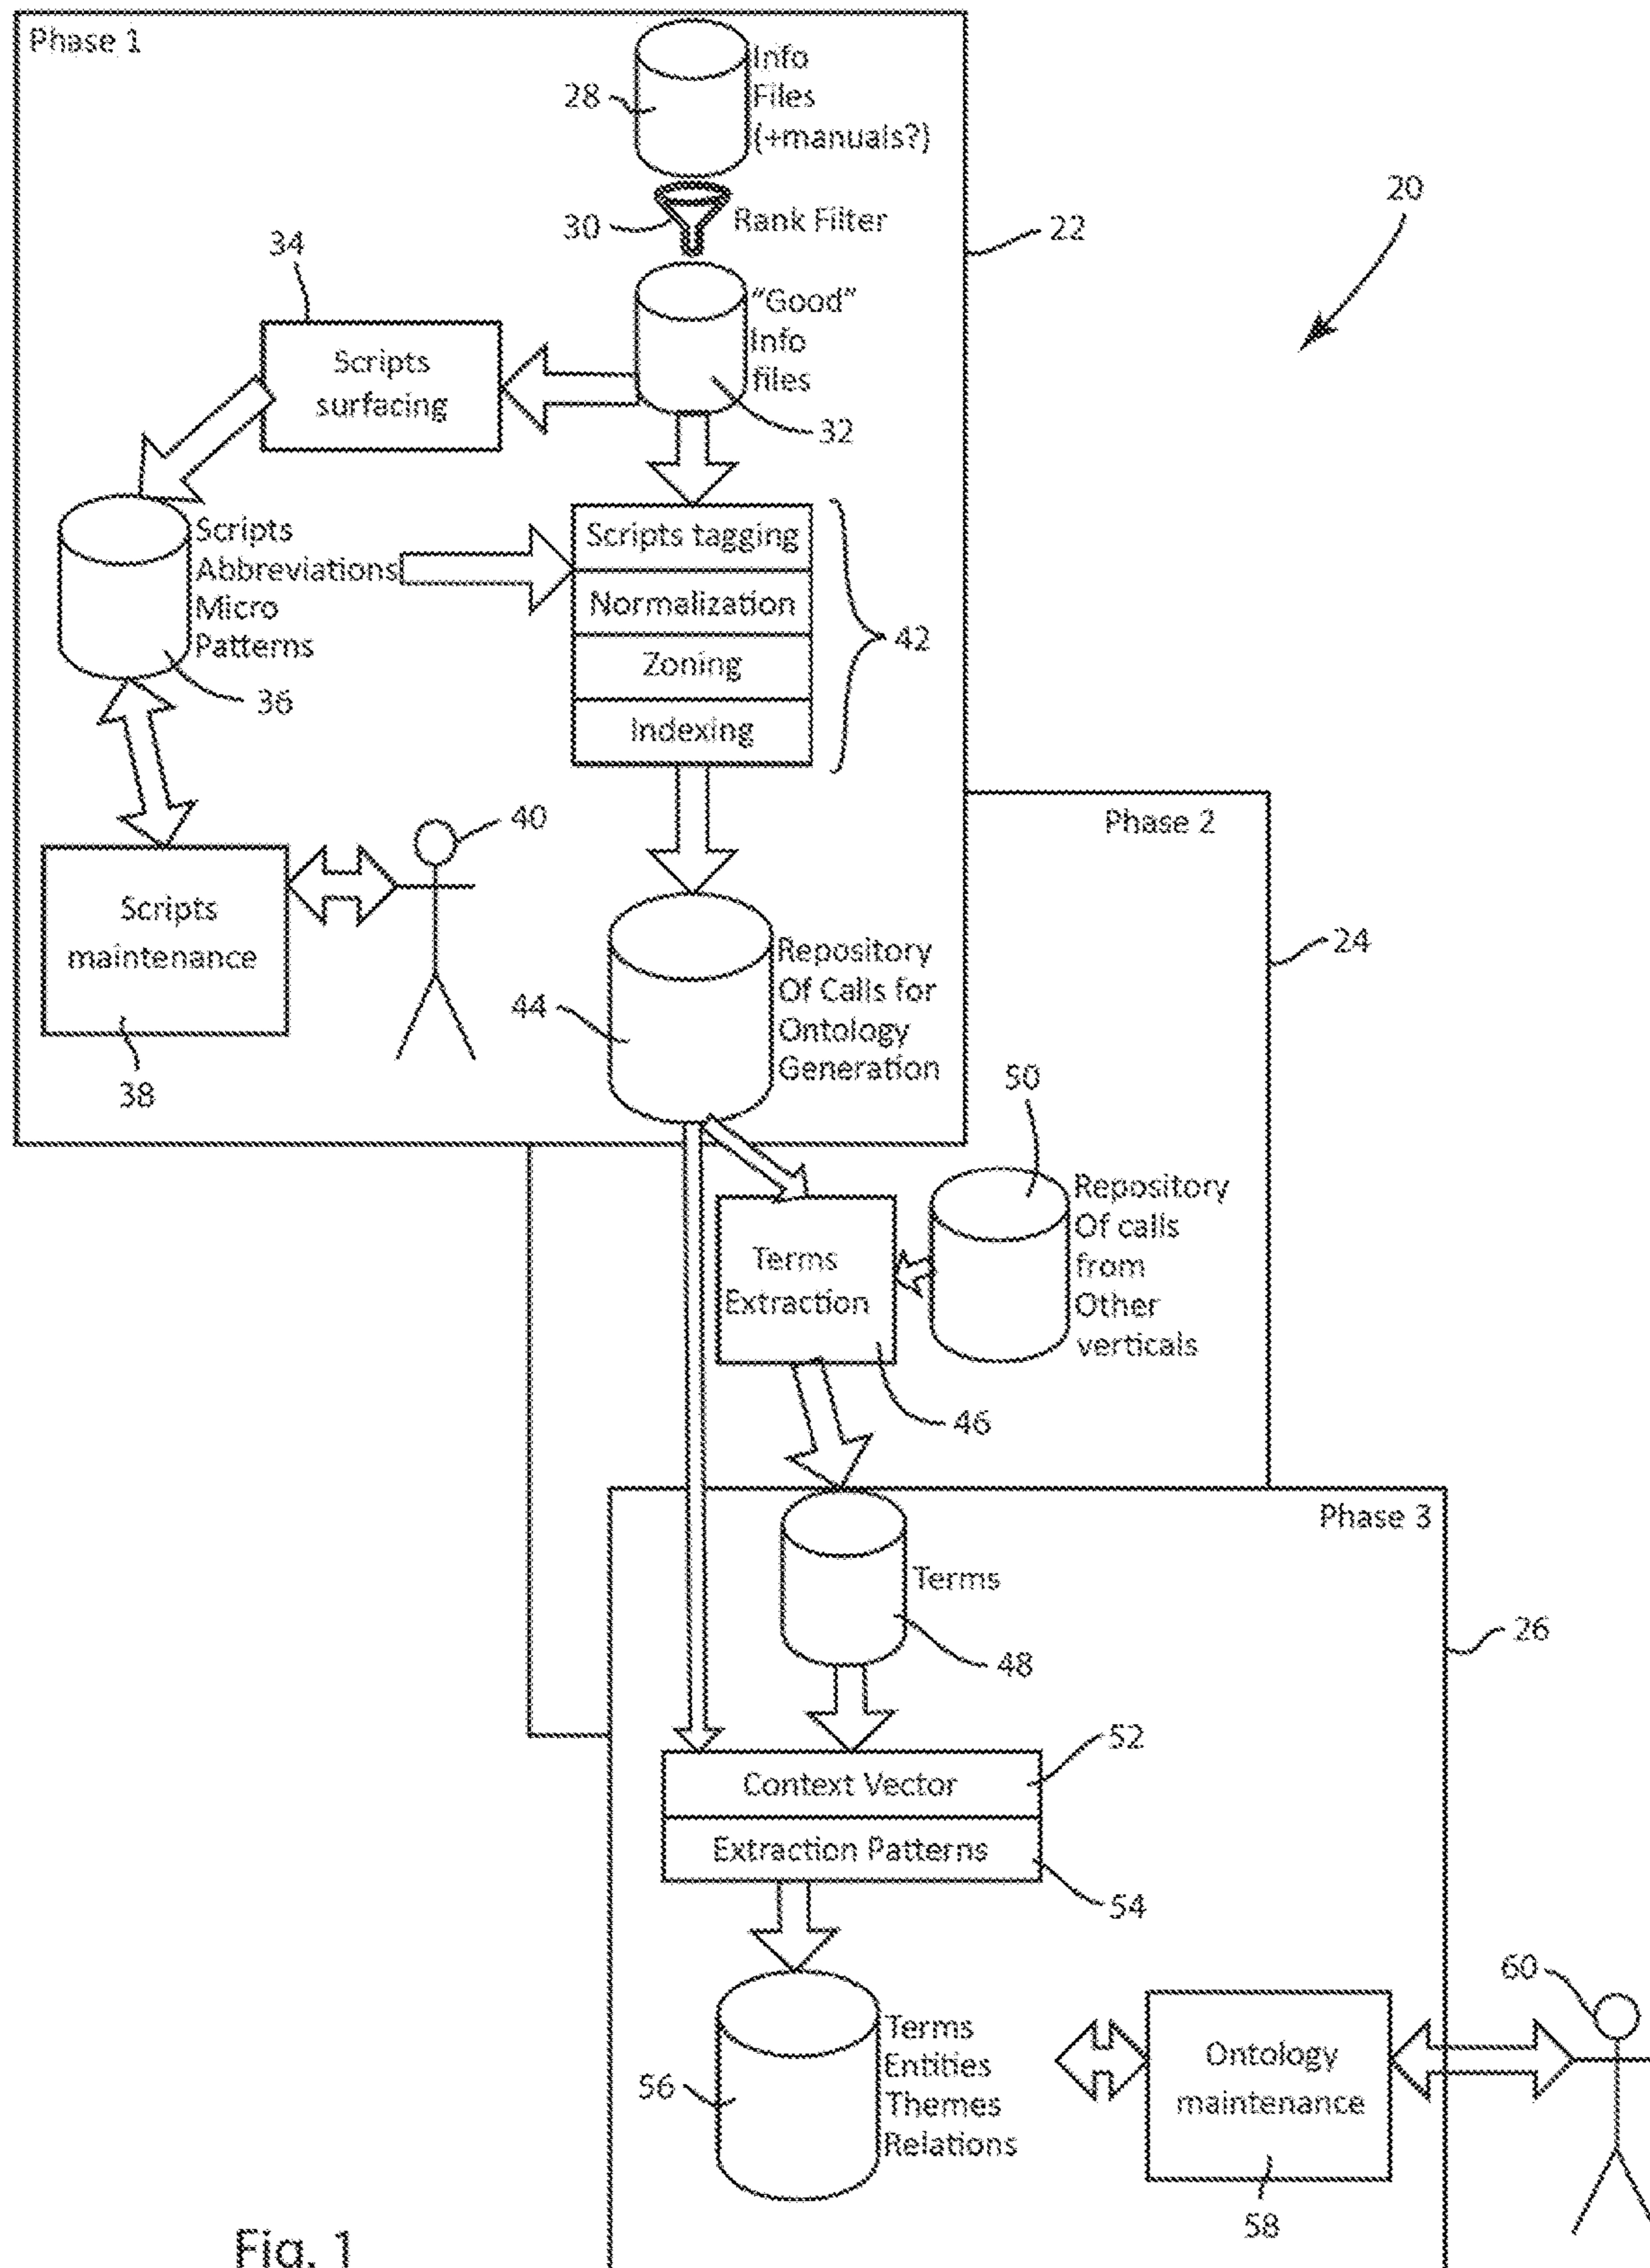 Phase 1
Info
Files
(+manuals?)
28
30
Rank Filter
20
22
34
"Good"
Info
files
Scripts
surfacing
32
Scripts
Abbreviations
Micro
Patterns
Scripts tagging
Normalization
Zoning
Indexing
42
36
40
Phase 2
Scripts
maintenance
24
Repository
Of Calls for
Ontology
Generation
44
38
50
Repository
Of calls
from
Other
verticals
Terms
Extraction
46
Phase 3
Terms
26
48
52
Context Vector
Extraction Patterns
54
60
Terms
Entities
Themes
Relations
Ontology
maintenance
56
58
Fig. 1